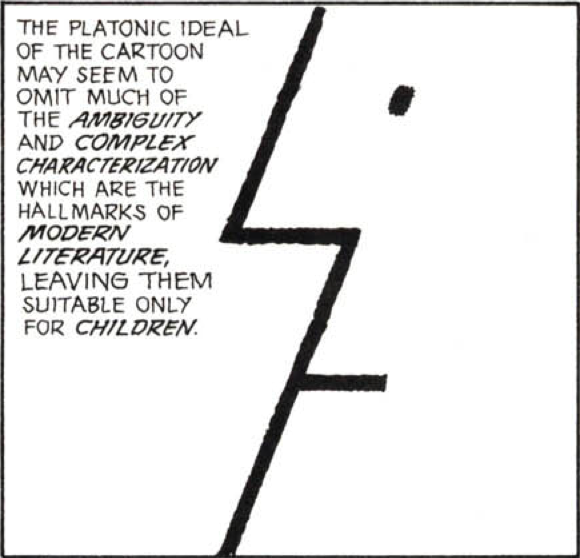 THE PLATONIC IDEAL
OF THE CARTOON
MAY SEEM TO
OMIT MUCH OF
THE AMBIGUITY
AND COMPLEX
CHARACTERIZATION
WHICH ARE THE
HALLMARKS OF
MODERN
LITERATURE,
LEAVING THEM
SUITABLE ONLY
FOR CHILDREN.